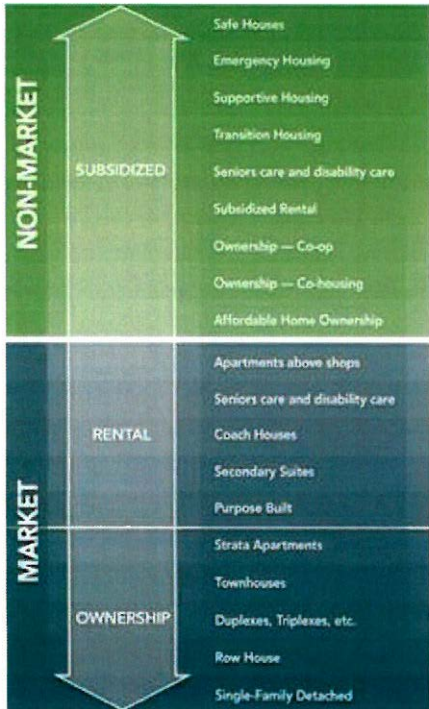 NON-MARKET
SUBSIDIZED
Safe Houses
Emergency Housing
Supportive Housing
Transition Housing
Seniors care and disability care
Subsidized Rental
Ownership — Co-op
Ownership — Co-housing
Affordable Home Ownership
MARKET
RENTAL
Apartments above shops
Seniors care and disability care
Coach Houses
Secondary Suites
Purpose Built
OWNERSHIP
Strata Apartments
Townhouses
Duplexes, Triplexes, etc.
Row House
Single-Family Detached